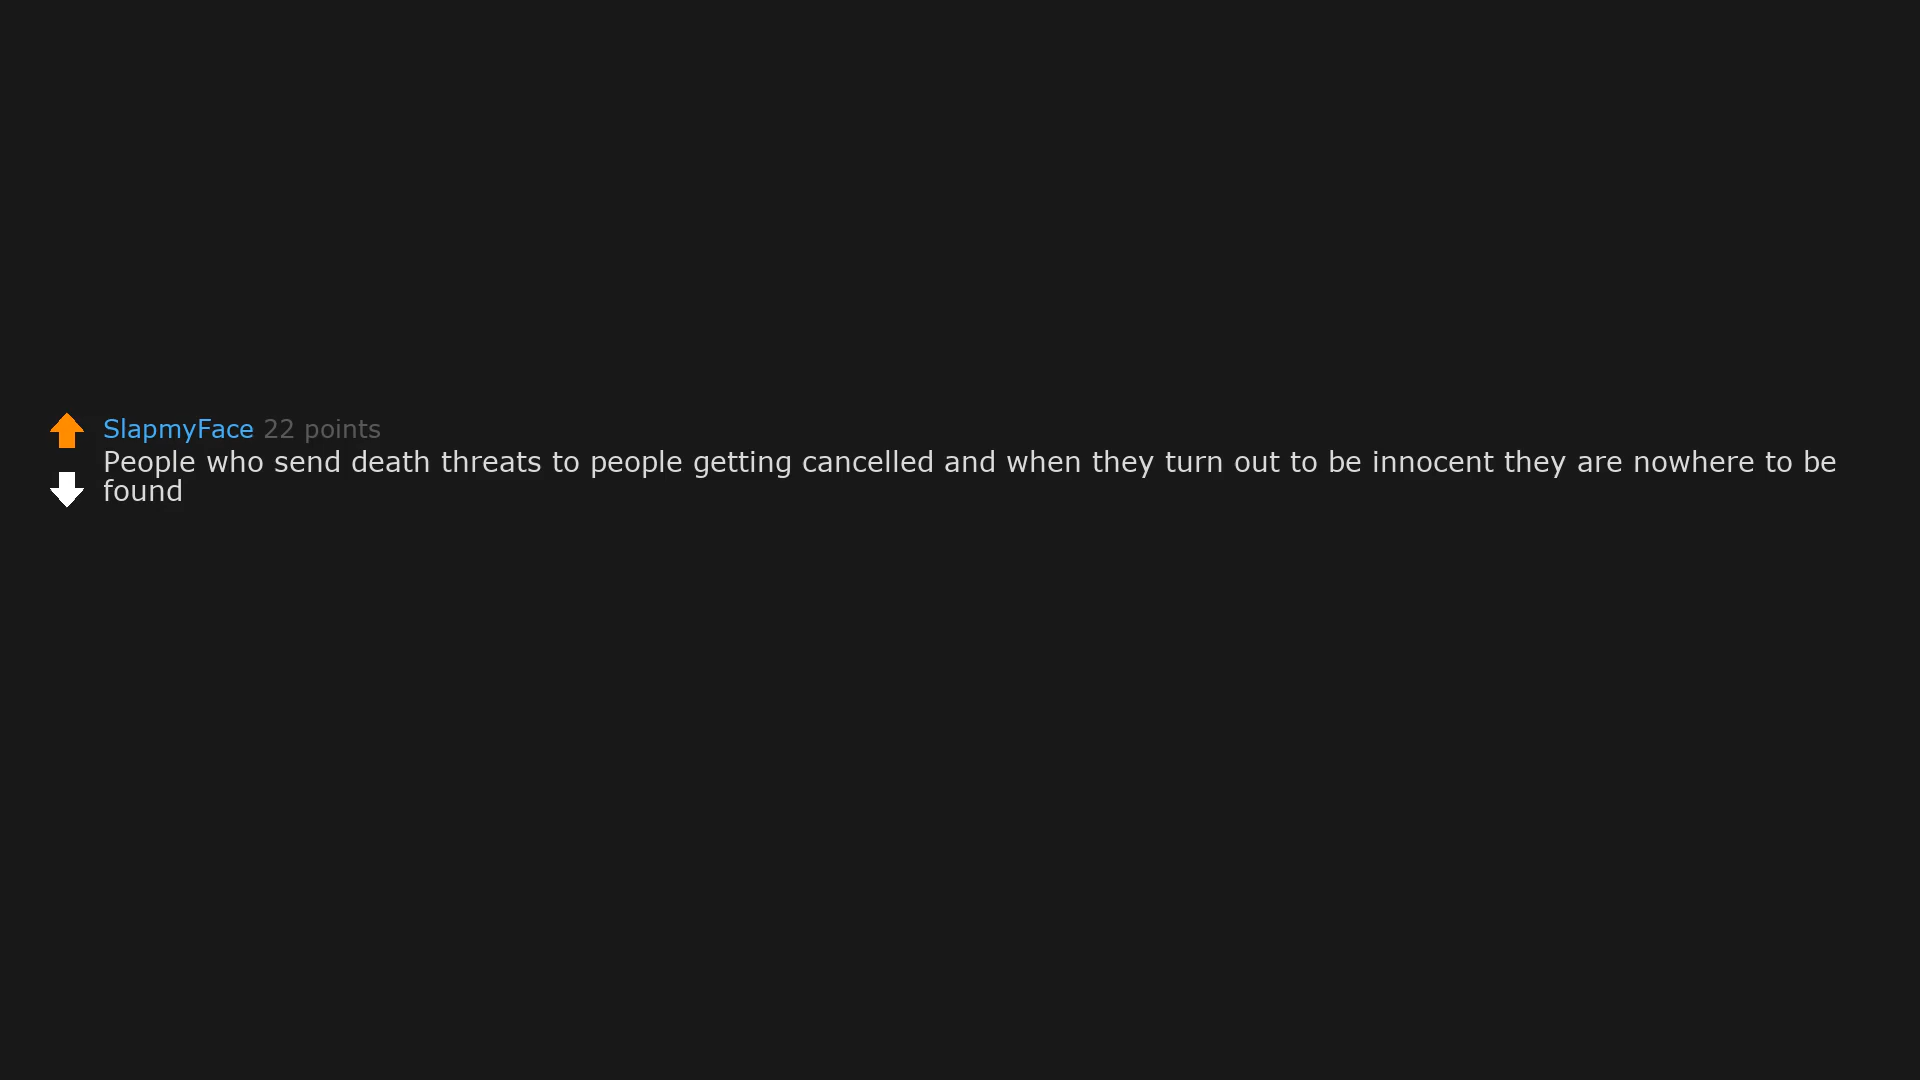 SlapmyFace 22 points
People who send death threats to people getting cancelled and when they turn out to be innocent they are nowhere to be
found